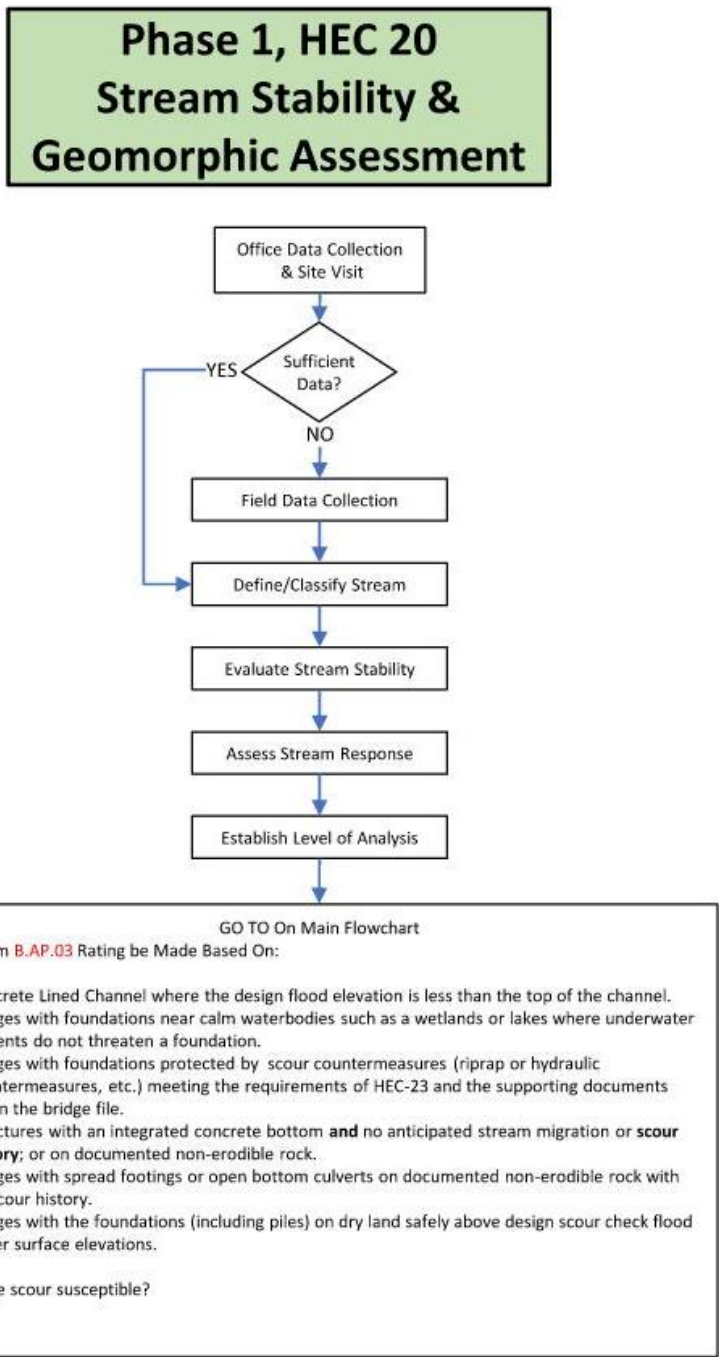 Phase 1, HEC 20
Stream Stability &
Geomorphic Assessment
Office Data Collection
& Site Visit
Sufficient
Data?
YES
NO
Field Data Collection
Define/Classify Stream
Evaluate Stream Stability
Assess Stream Response
Establish Level of Analysis
GO TO On Main Flowchart
m B.AP.03 Rating be Made Based On:
crete Lined Channel where the design flood elevation is less than the top of the channel.
ges with foundations near calm waterbodies such as a wetlands or lakes where underwater
ents do not threaten a foundation.
ges with foundations protected by scour countermeasures (riprap or hydraulic
ntermeasures, etc.) meeting the requirements of HEC-23 and the supporting documents
n the bridge file.
ctures with an integrated concrete bottom and no anticipated stream migration or scour
ory; or on documented non-erodible rock.
ges with spread footings or open bottom culverts on documented non-erodible rock with
cour history.
ges with the foundations (including piles) on dry land safely above design scour check flood
er surface elevations.
e scour susceptible?